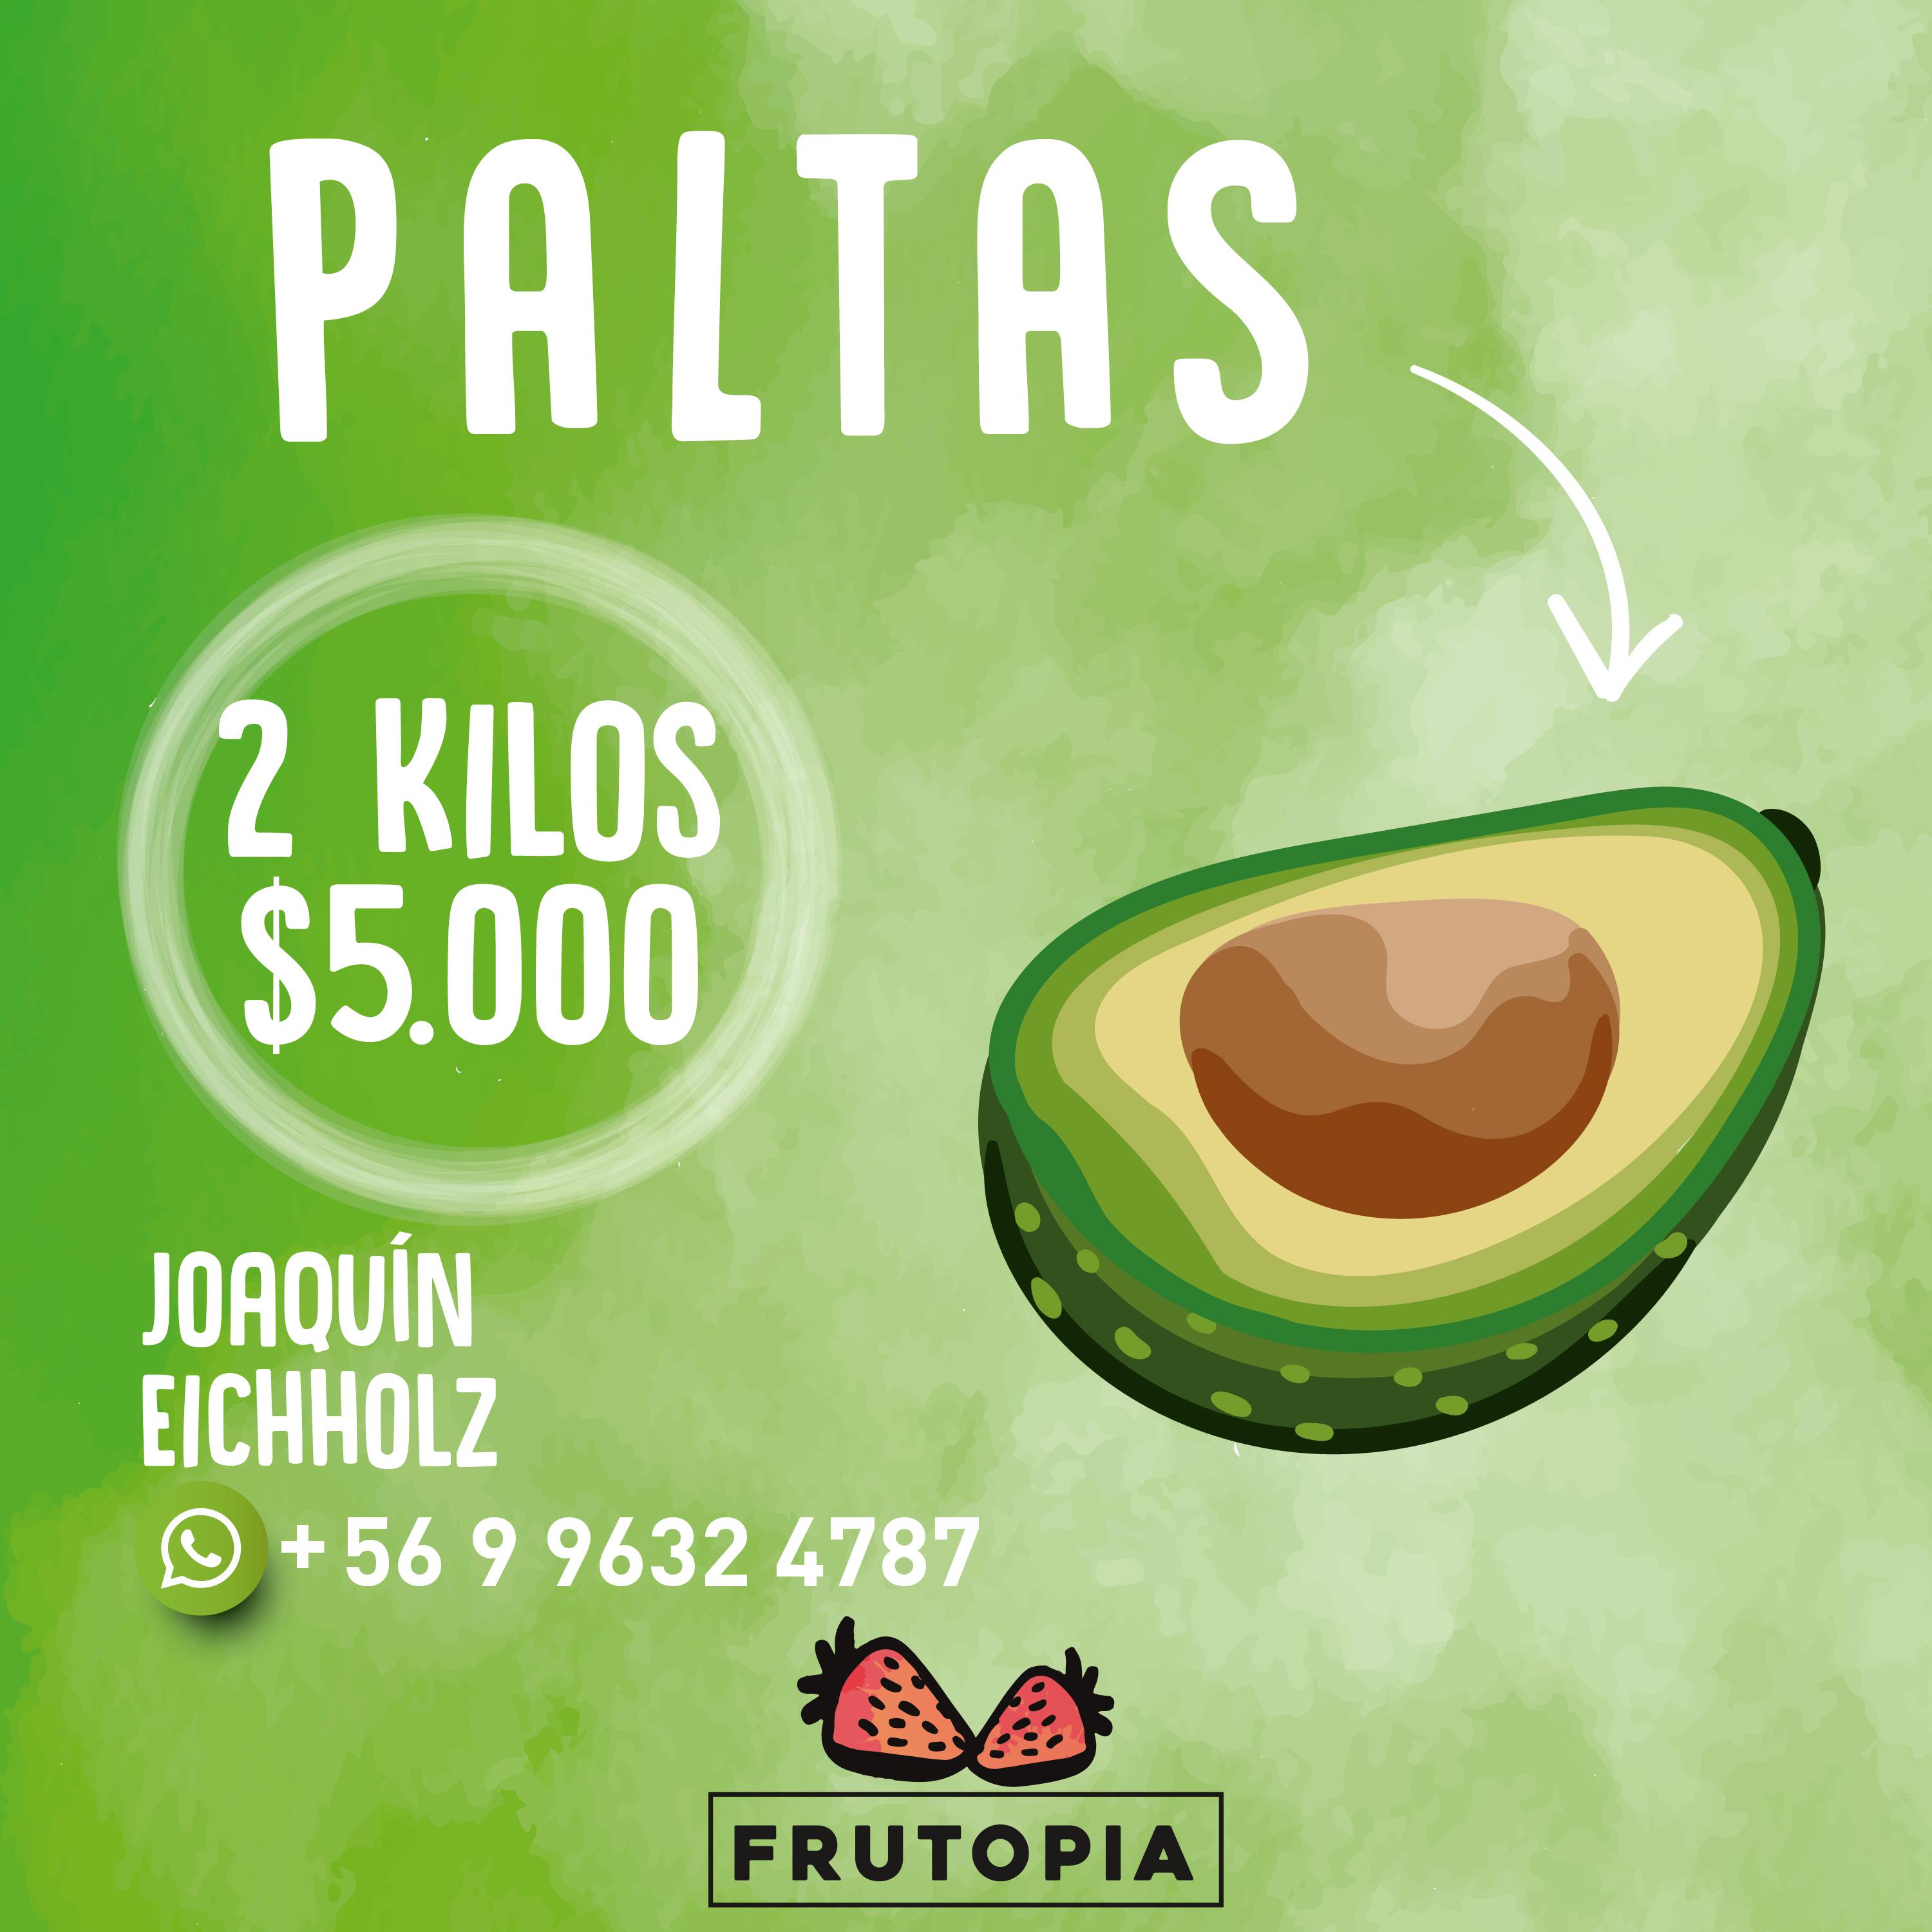 PALTAS
2 KILOS
$5.000
JOAQUÍN
EICHHOLZ
+ 56 9 9632 4787
FRUTOPIA